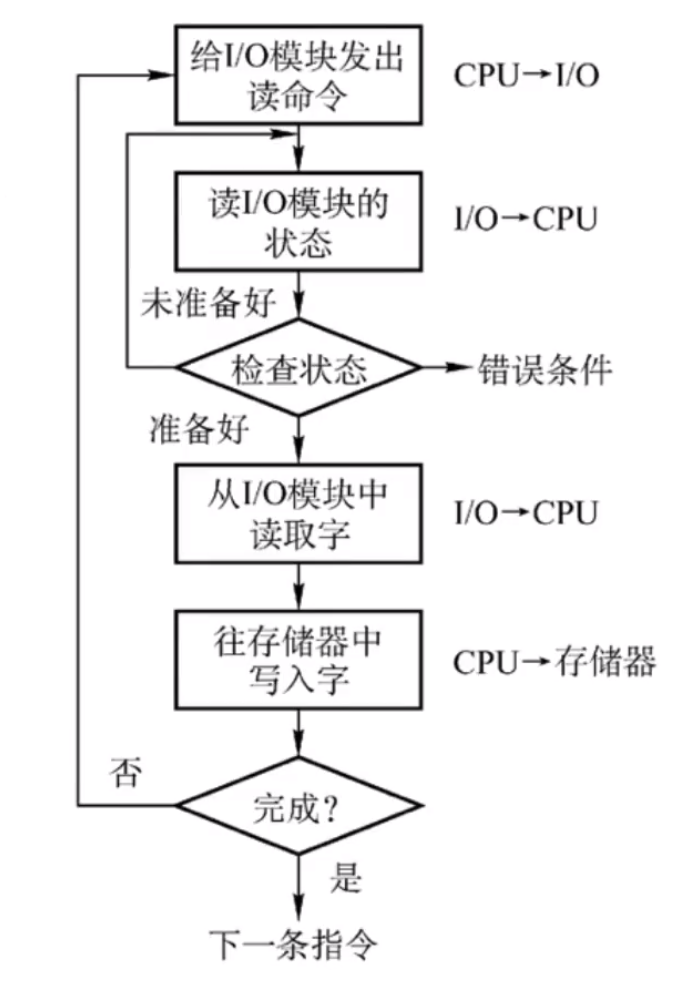 给I/O模块发出
读命令
CPU→I/O
读I/O模块的
状态
I/O→CPU
未准备好
检查状态
错误条件
准备好
从I/O模块中
读取字
I/O→CPU
往存储器中
写入字
CPU→存储器
否
完成?
是
下一条指令